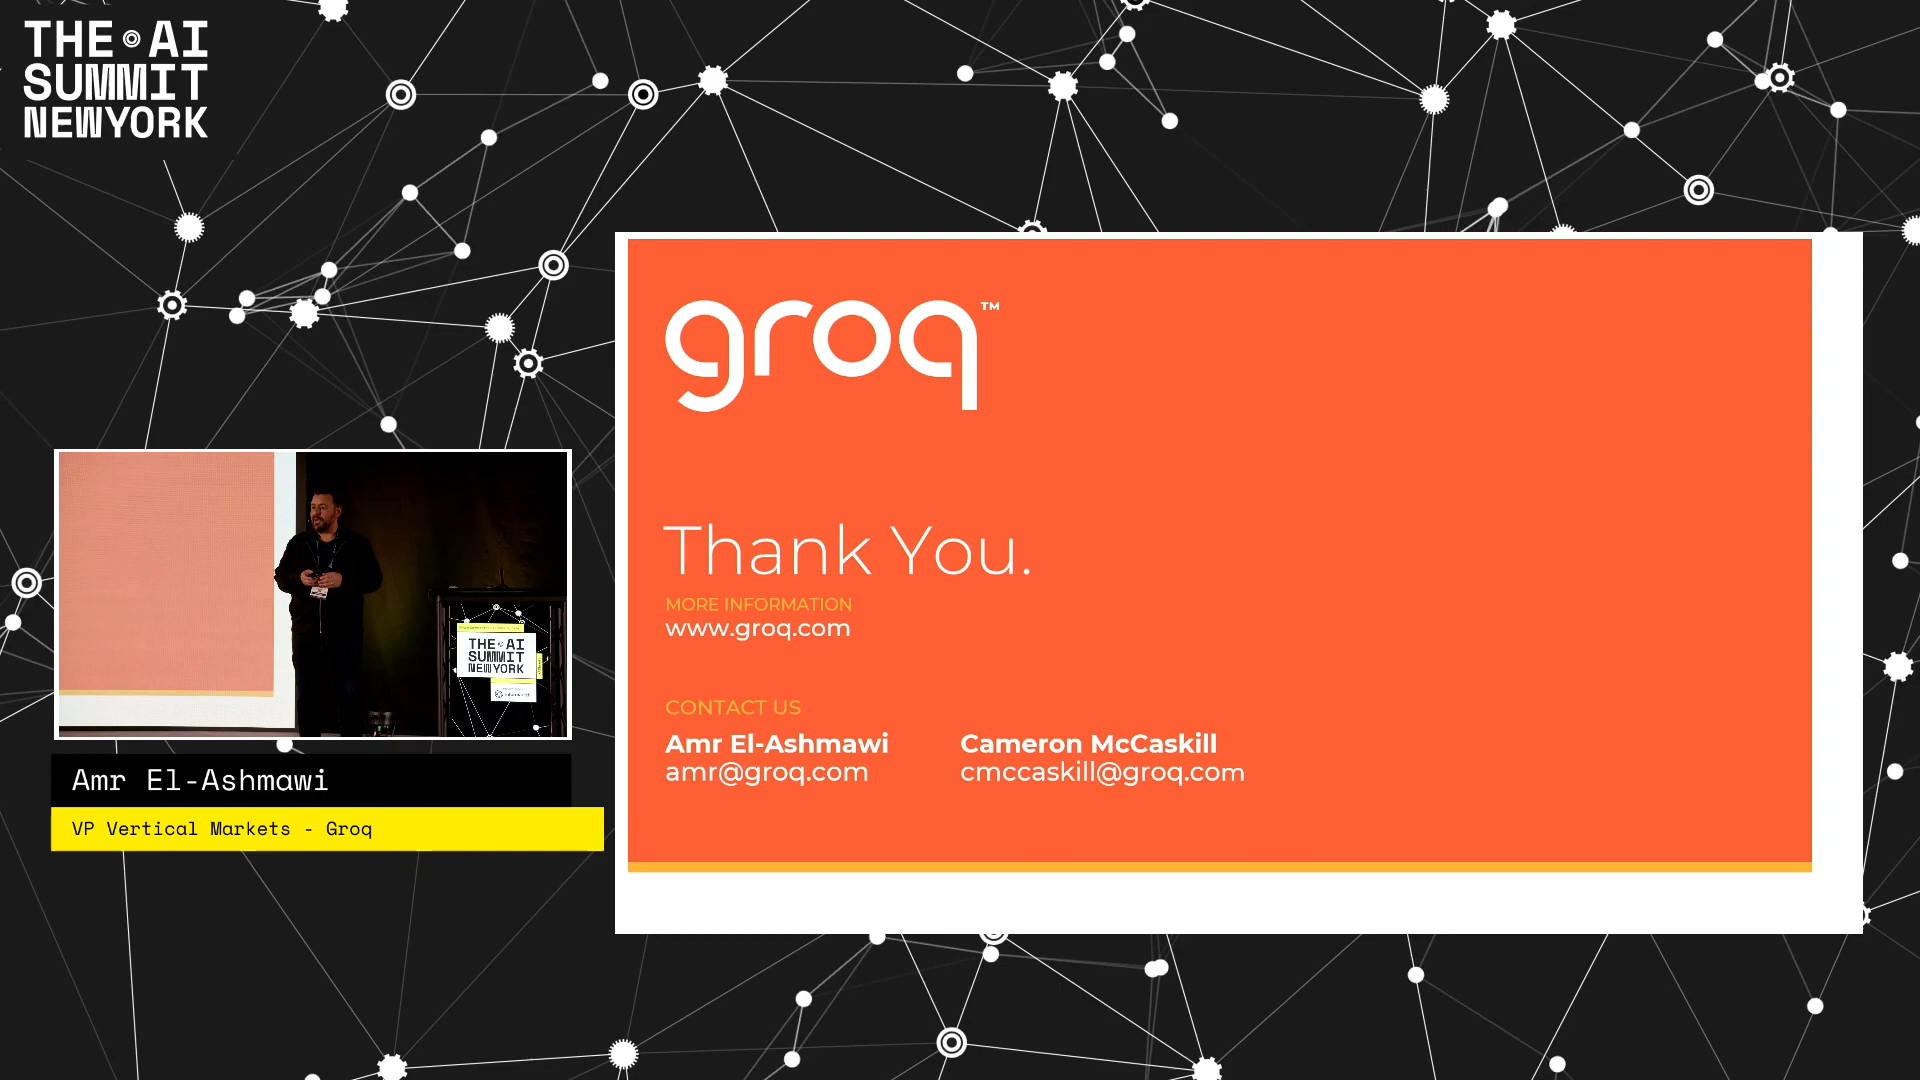 THE AI
SUMMIT
NEWYORK
groq™
Thank You.
MORE INFORMATION
www.groq.com
CONTACT US
Amr El-Ashmawi
amr@groq.com
Cameron McCaskill
cmccaskill@groq.com
THE AI
SUMMIT
NEWYORK
Amr El-Ashmawi
VP Vertical Markets - Groq